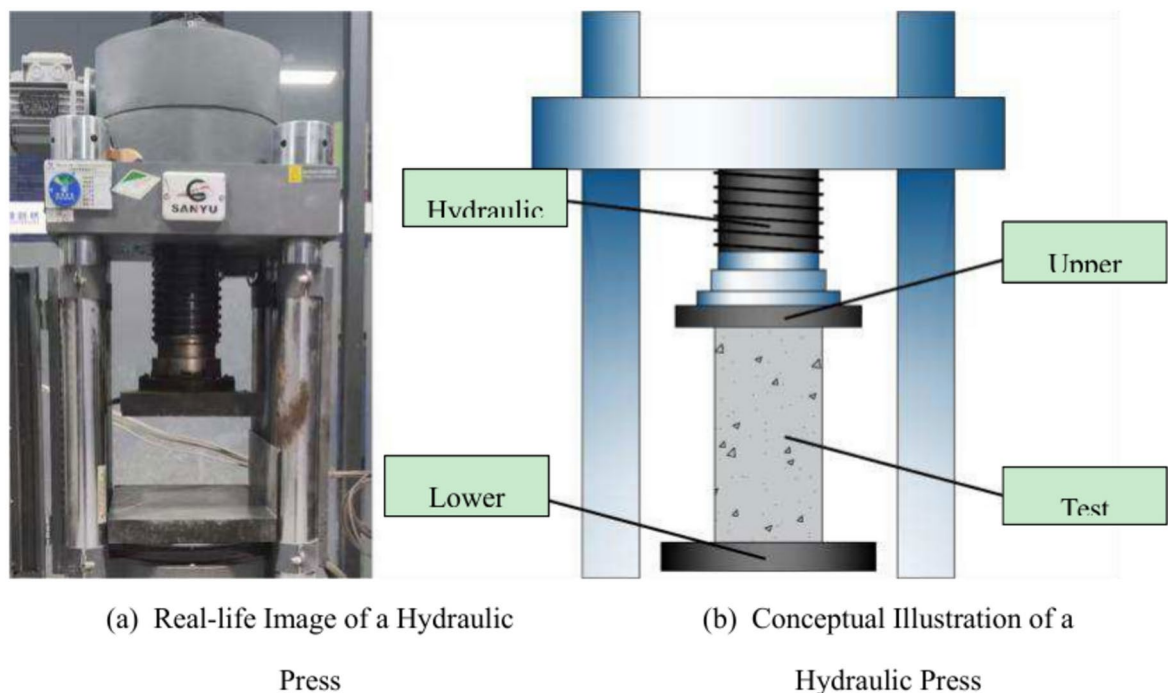 SANYU
Hydraulic
Upper
Lower
Test
(a) Real-life Image of a Hydraulic
Press
(b) Conceptual Illustration of a
Hydraulic Press